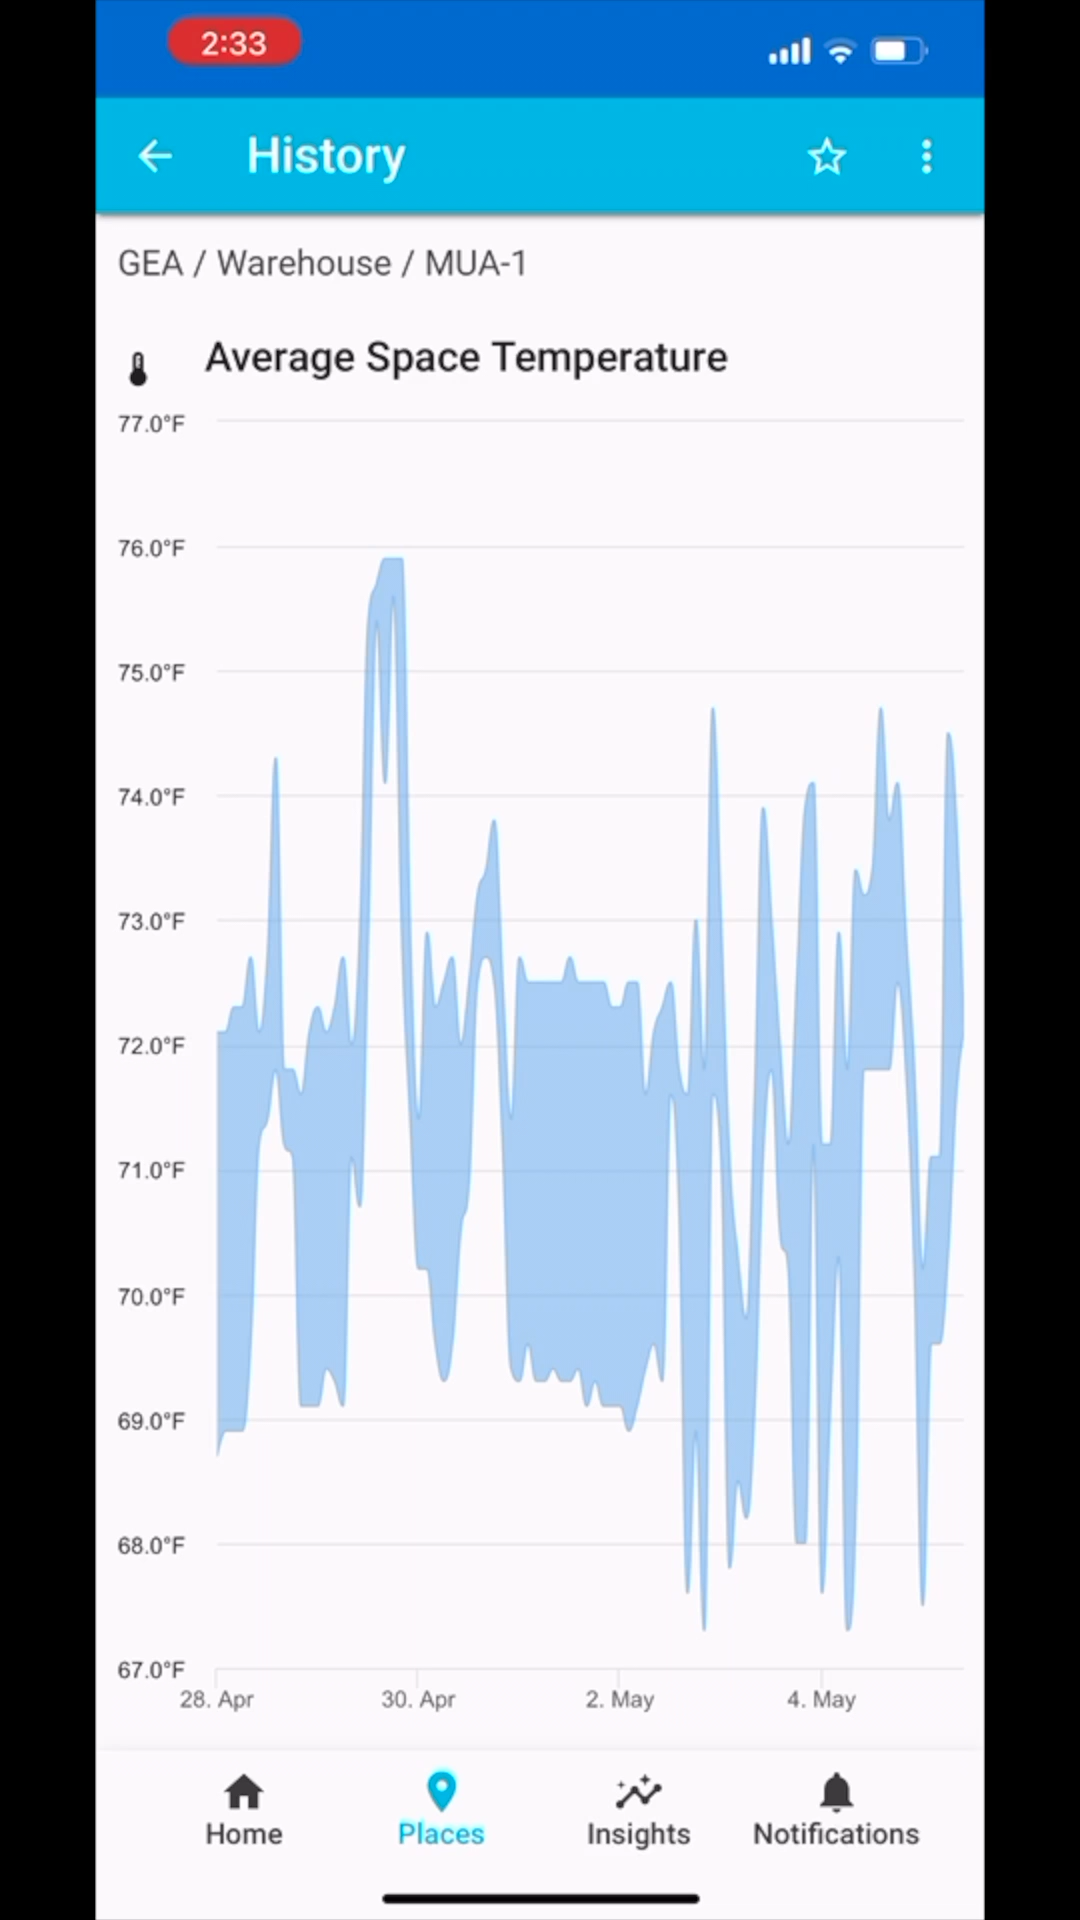 2:33
History
GEA / Warehouse / MUA-1
Average Space Temperature
77.0°F
76.0°F
75.0°F
74.0°F
73.0°F
72.0°F
71.0°F
70.0°F
69.0°F
68.0°F
67.0°F
28. Apr 30. Apr 2. May 4. May
Home Places Insights Notifications